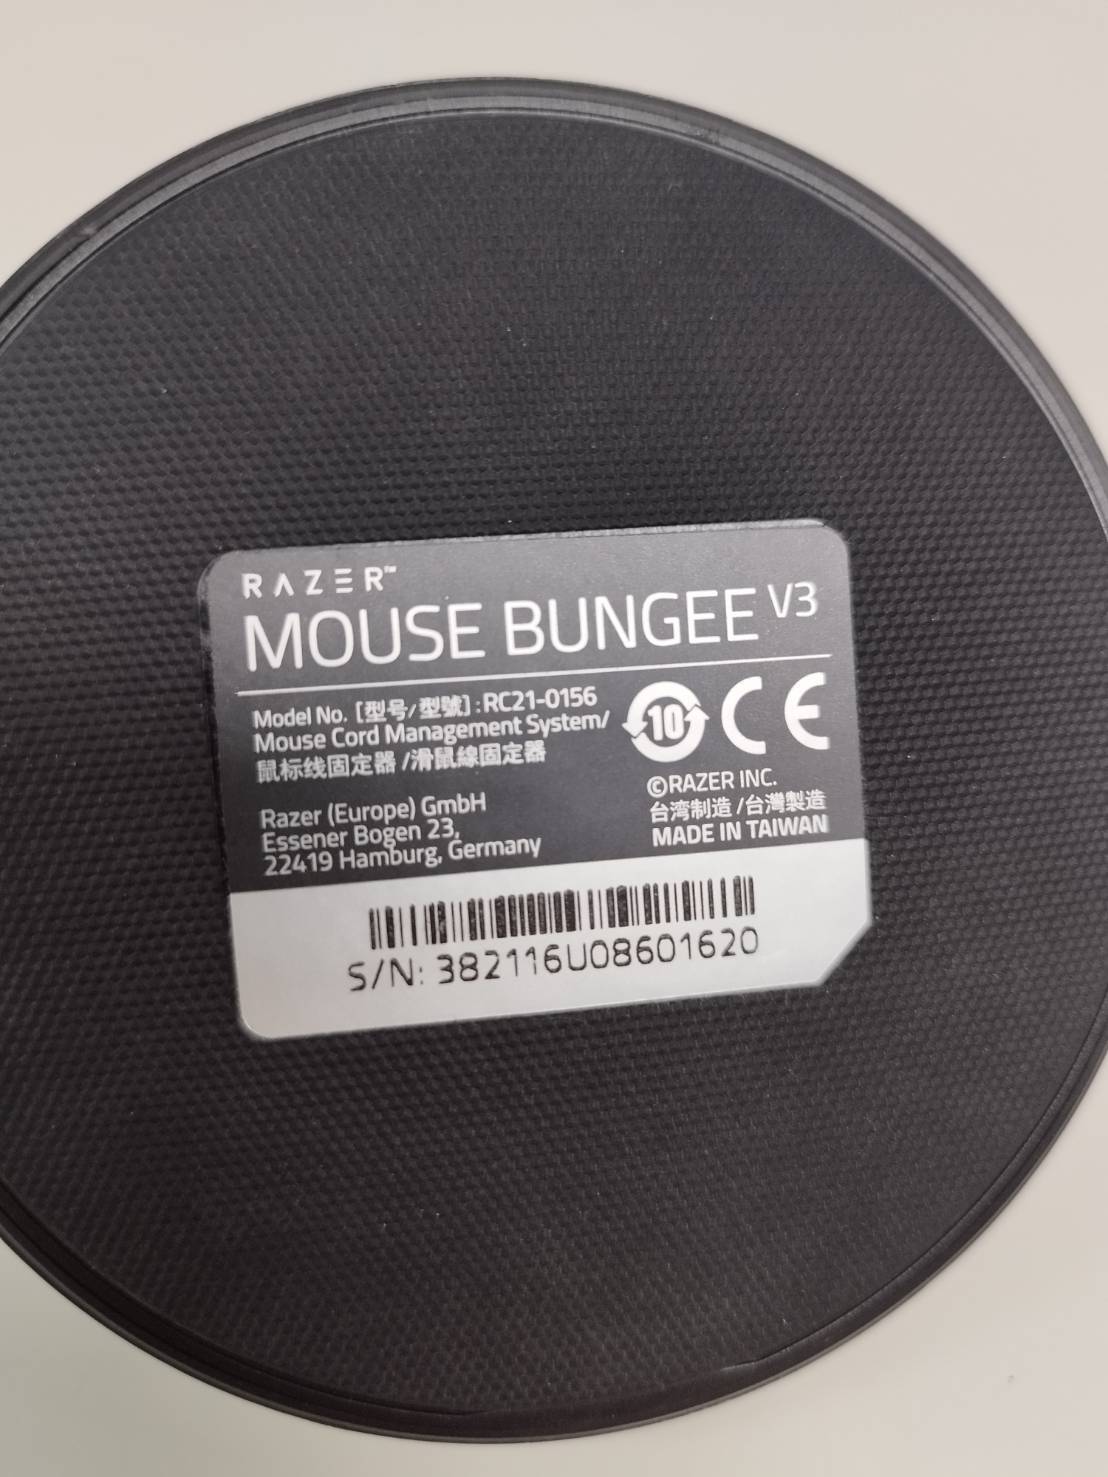 RAZER™
MOUSE BUNGEE V3
Model No. [型号/型號]:RC21-0156
Mouse Cord Management System/
鼠标线固定器 /滑鼠線固定器
Razer (Europe) GmbH
Essener Bogen 23,
22419 Hamburg, Germany
10 CE
©RAZER INC.
台湾制造 /台灣製造
MADE IN TAIWAN
S/N: 382116U08601620